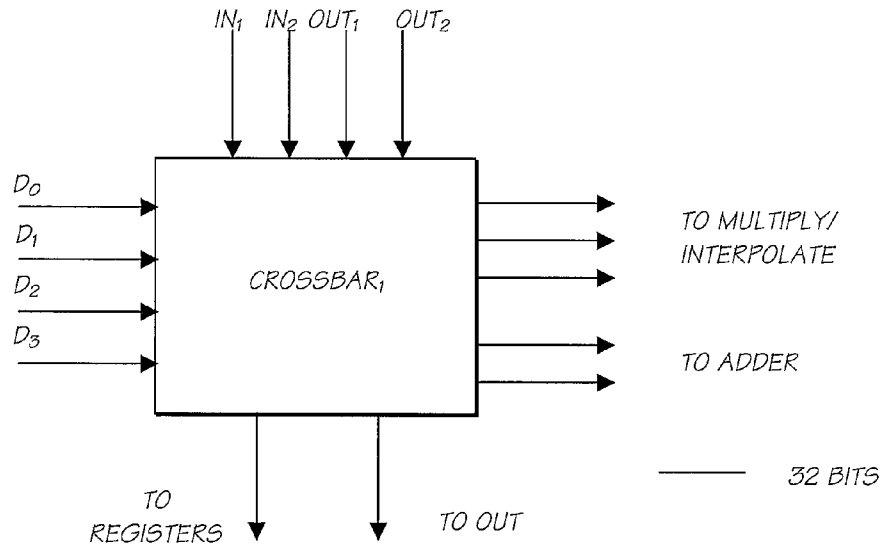 IN₁ IN₂ OUT₁ OUT₂
D₀
D₁
D₂
D₃
CROSSBAR₁
TO MULTIPLY/
INTERPOLATE
TO ADDER
32 BITS
TO
REGISTERS
TO OUT